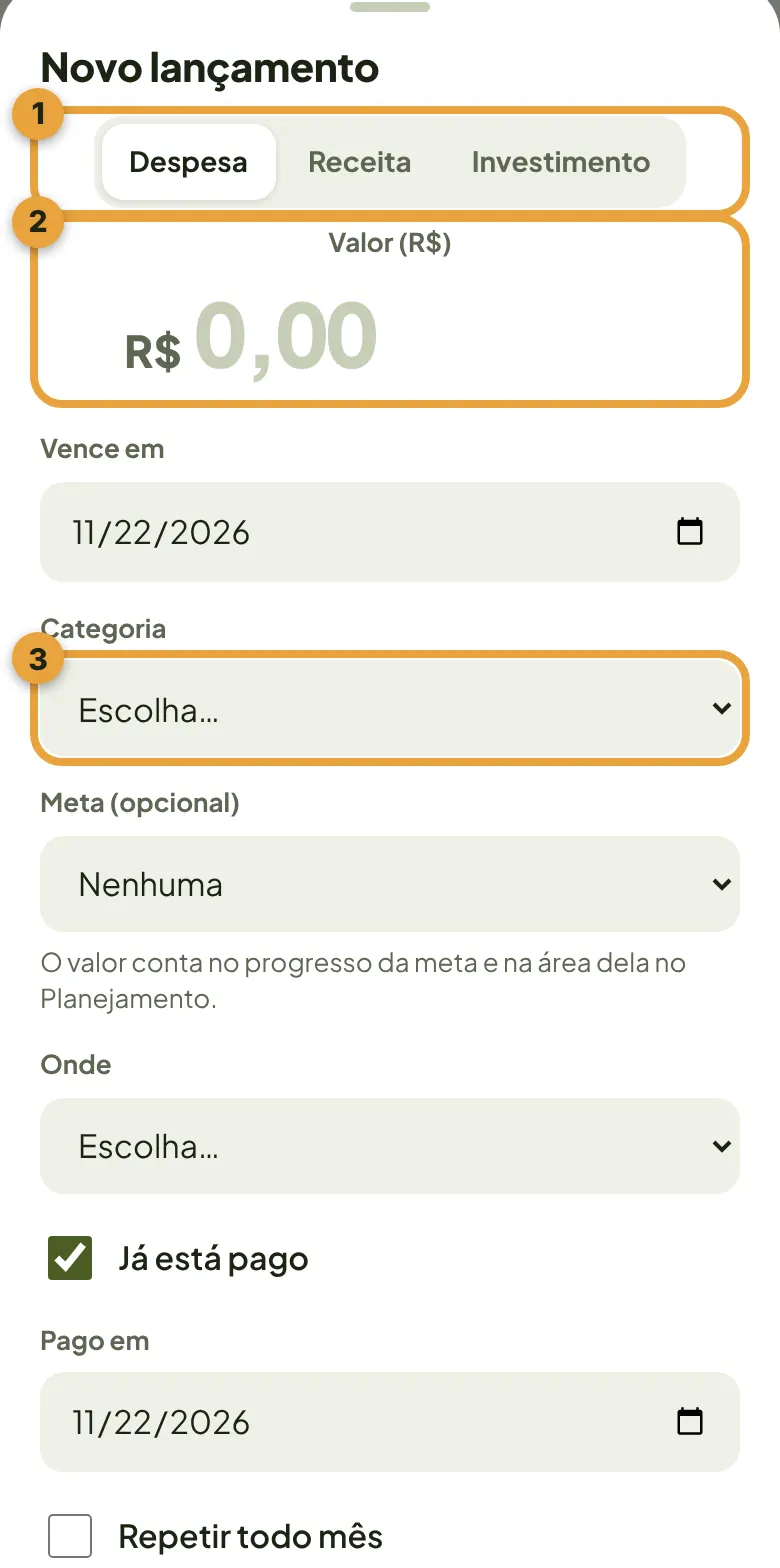 Novo lançamento
1
Despesa Receita Investimento
2
Valor (R$)
R$ 0,00
Vence em
11/22/2026
Categoria
3
Escolha...
Meta (opcional)
Nenhuma
O valor conta no progresso da meta e na área dela no
Planejamento.
Onde
Escolha...
Já está pago
Pago em
11/22/2026
Repetir todo mês